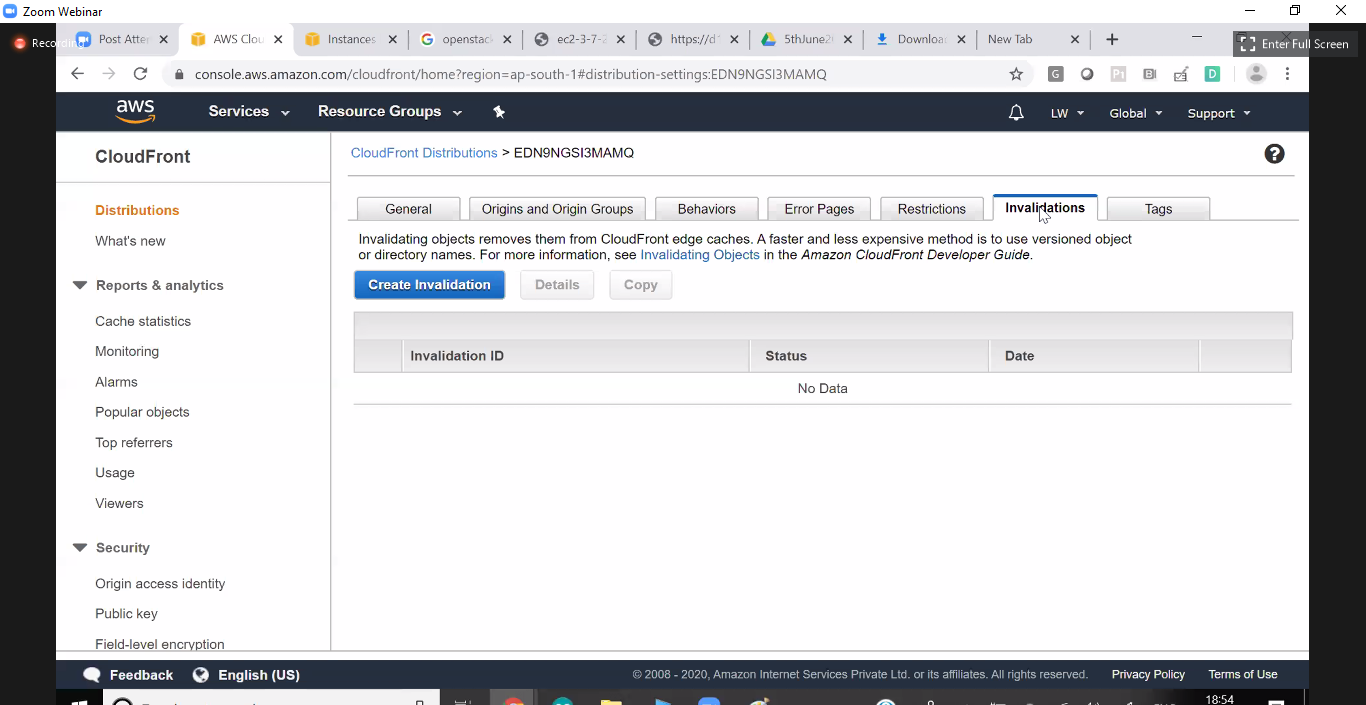 Zoom Webinar
Recording
Post Atte
AWS Clou
Instances
openstac
ec2-3-7-2
https://d
5thJune2
Downloa
New Tab
Enter Full Screen
console.aws.amazon.com/cloudfront/home?region=ap-south-1#distribution-settings:EDN9NGSI3MAMQ
aws
Services
Resource Groups
LW
Global
Support
CloudFront
Distributions
What's new
Reports & analytics
Cache statistics
Monitoring
Alarms
Popular objects
Top referrers
Usage
Viewers
Security
Origin access identity
Public key
Field-level encryption
CloudFront Distributions > EDN9NGSI3MAMQ
General
Origins and Origin Groups
Behaviors
Error Pages
Restrictions
Invalidations
Tags
Invalidating objects removes them from CloudFront edge caches. A faster and less expensive method is to use versioned object
or directory names. For more information, see Invalidating Objects in the Amazon CloudFront Developer Guide.
Create Invalidation
Details
Copy
Invalidation ID
Status
Date
No Data
Feedback
English (US)
© 2008 - 2020, Amazon Internet Services Private Ltd. or its affiliates. All rights reserved.
Privacy Policy
Terms of Use
18:54